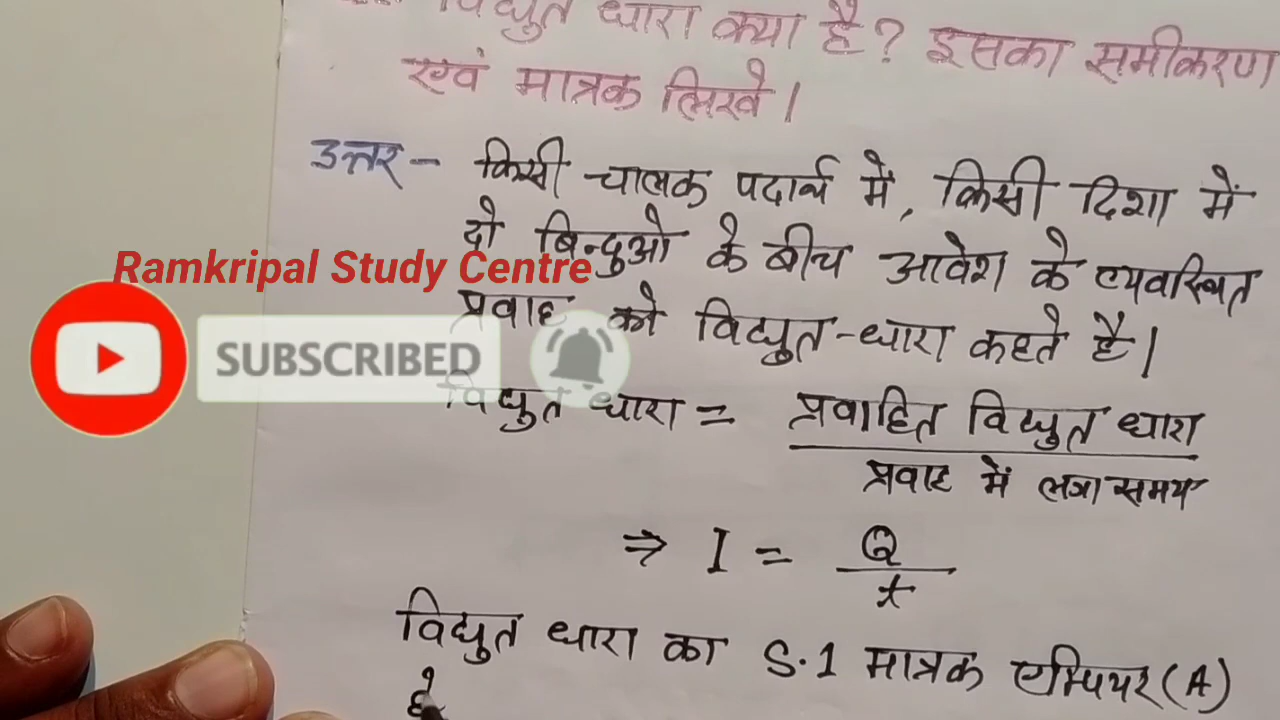 विद्युत धारा क्या है? इसका समीकरण
एवं मात्रक लिखे।
उत्तर- किसी चालक पदार्थ में, किसी दिशा में
दो बिन्दुओ के बीच आवेश के व्यवस्थित
Ramkripal Study Centre
प्रवाह को विद्युत-धारा कहते है।
SUBSCRIBED
विद्युत धारा = प्रवाहित विद्युत धारा
प्रवाह में लगा समय
⇒ I = Q
t
विद्युत धारा का S.1 मात्रक एम्पियर (A)
है